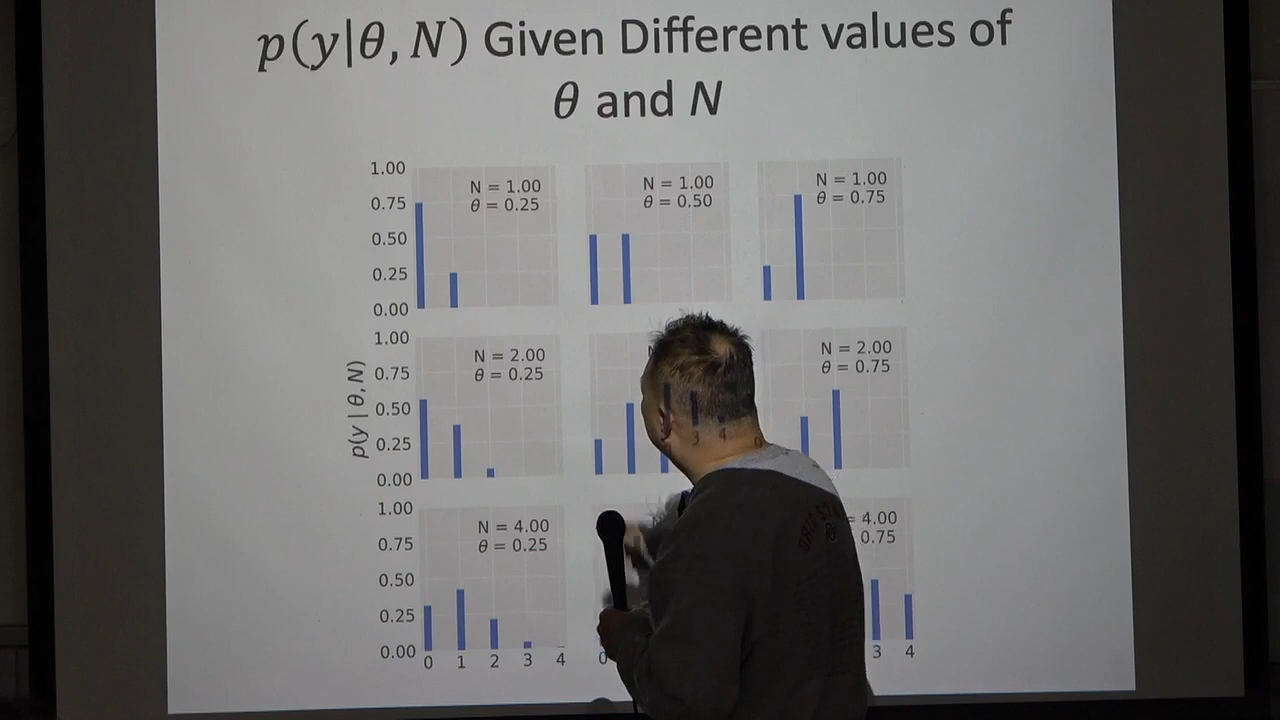 p(y|θ, N) Given Different values of
θ and N
1.00
0.75
0.50
0.25
0.00
N = 1.00
θ = 0.25
N = 1.00
θ = 0.50
N = 1.00
θ = 0.75
p(y | θ, N)
1.00
0.75
0.50
0.25
0.00
N = 2.00
θ = 0.25
N = 2.00
θ = 0.75
1.00
0.75
0.50
0.25
0.00
N = 4.00
θ = 0.25
= 4.00
0.75
0 1 2 3 4
0
3 4
3 4 0